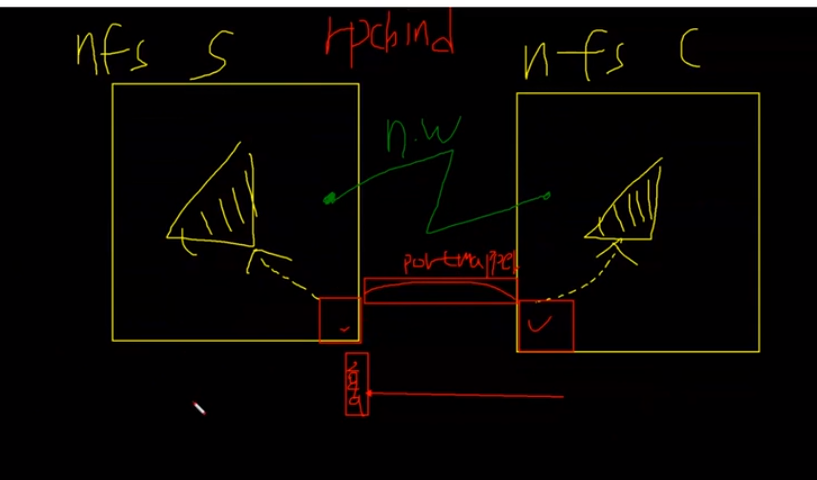 nfs S
rpcbind
nfs C
n.w
portmapper